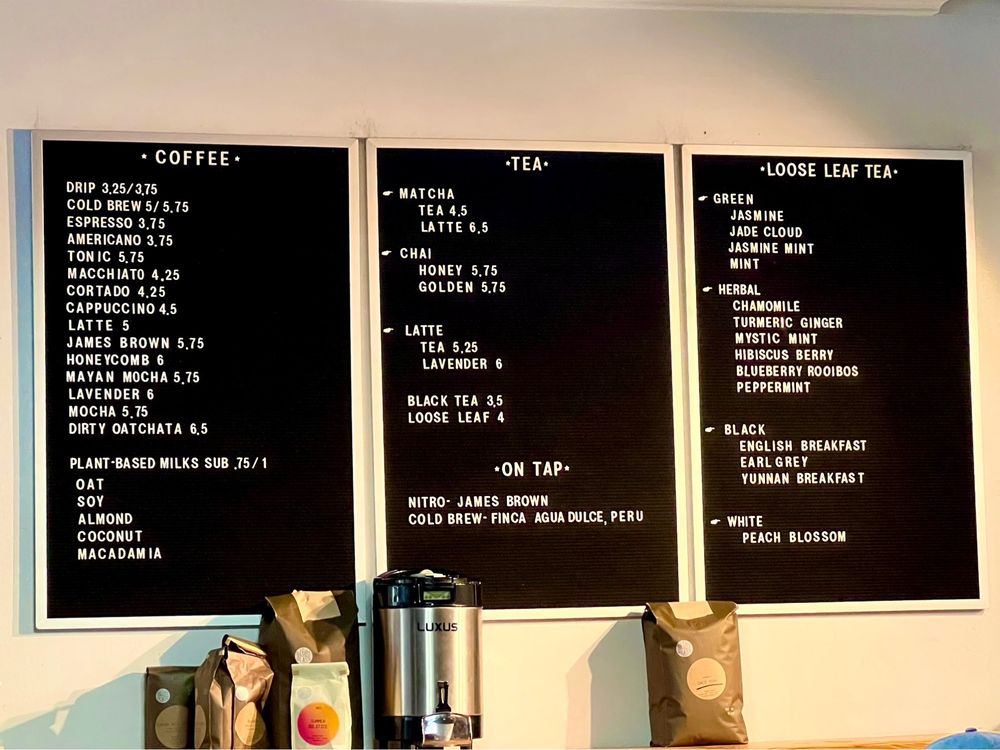 * COFFEE *
DRIP 3.25/3.75
COLD BREW 5/5.75
ESPRESSO 3.75
AMERICANO 3.75
TONIC 5.75
MACCHIATO 4.25
CORTADO 4.25
CAPPUCCINO 4.5
LATTE 5
JAMES BROWN 5.75
HONEYCOMB 6
MAYAN MOCHA 5.75
LAVENDER 6
MOCHA 5.75
DIRTY OATCHATA 6.5
PLANT-BASED MILKS SUB .75/1
OAT
SOY
ALMOND
COCONUT
MACADAMIA
*TEA*
MATCHA
TEA 4.5
LATTE 6.5
CHAI
HONEY 5.75
GOLDEN 5.75
LATTE
TEA 5.25
LAVENDER 6
BLACK TEA 3.5
LOOSE LEAF 4
*ON TAP*
NITRO- JAMES BROWN
COLD BREW- FINCA AGUA DULCE, PERU
*LOOSE LEAF TEA*
GREEN
JASMINE
JADE CLOUD
JASMINE MINT
MINT
HERBAL
CHAMOMILE
TURMERIC GINGER
MYSTIC MINT
HIBISCUS BERRY
BLUEBERRY ROOIBOS
PEPPERMINT
BLACK
ENGLISH BREAKFAST
EARL GREY
YUNNAN BREAKFAST
WHITE
PEACH BLOSSOM
LUXUS
SUMMER